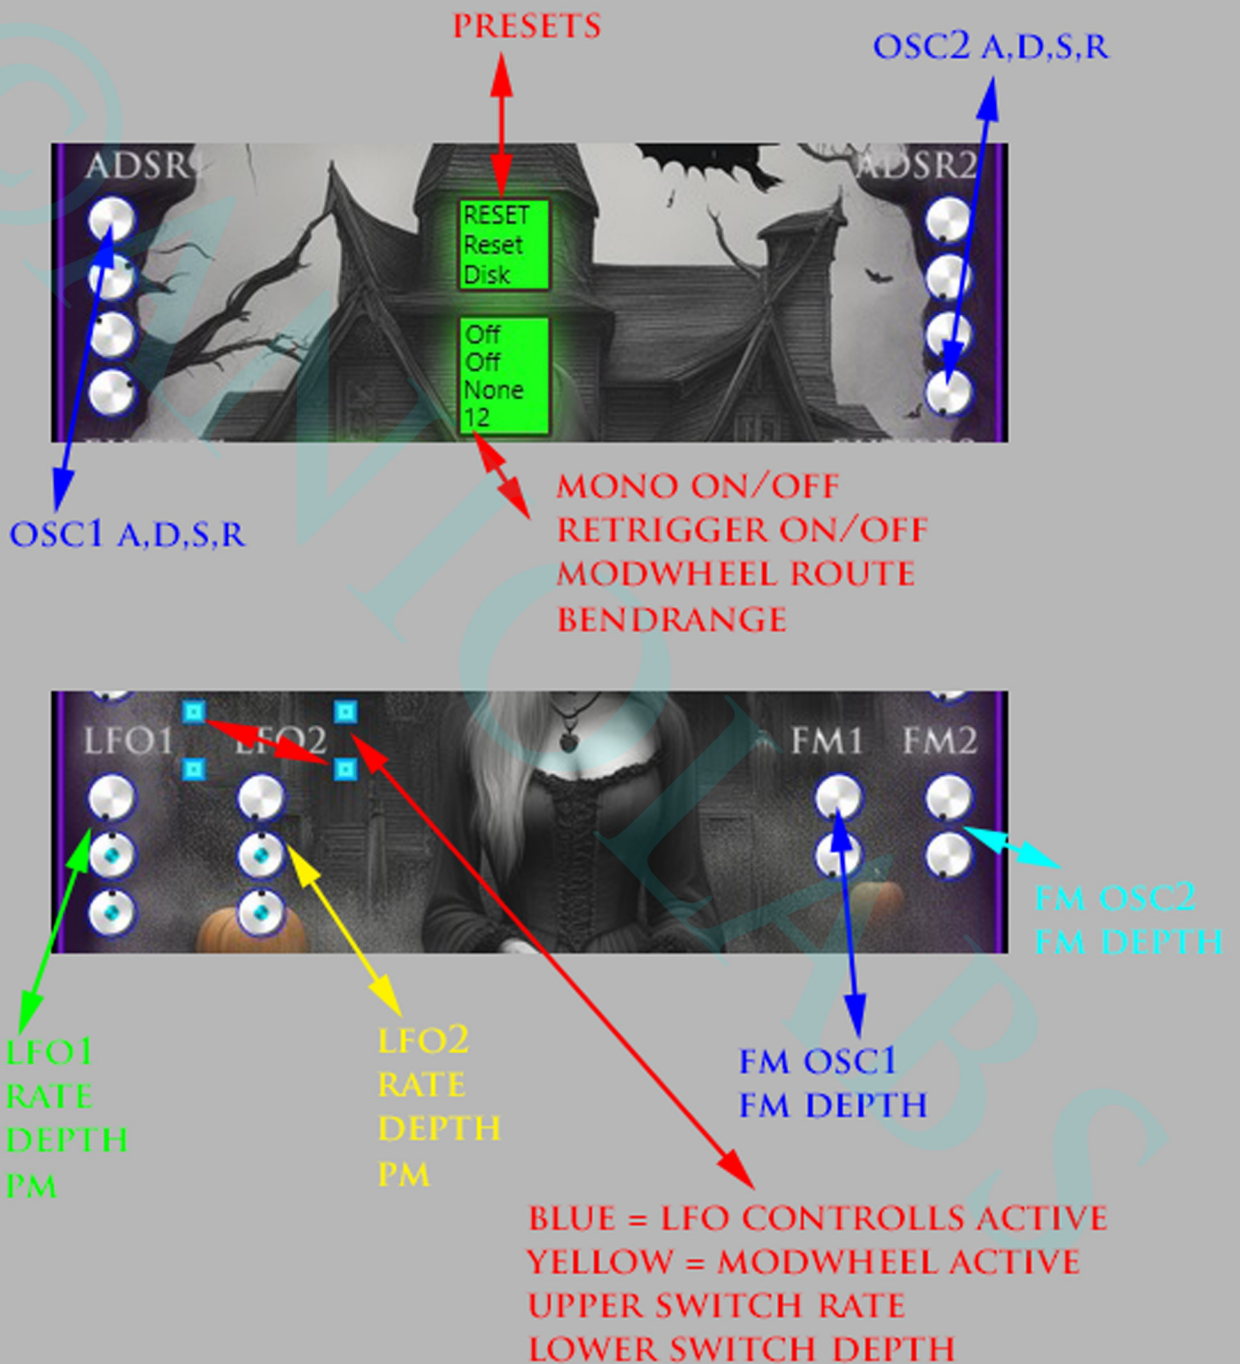 PRESETS
OSC2 A,D,S,R
ADSR1
ADSR2
RESET
Reset
Disk
Off
Off
None
12
OSC1 A,D,S,R
MONO ON/OFF
RETRIGGER ON/OFF
MODWHEEL ROUTE
BENDRANGE
LFO1
LFO2
FM1
FM2
FM OSC2
FM DEPTH
LFO1
RATE
DEPTH
PM
LFO2
RATE
DEPTH
PM
FM OSC1
FM DEPTH
BLUE = LFO CONTROLLS ACTIVE
YELLOW = MODWHEEL ACTIVE
UPPER SWITCH RATE
LOWER SWITCH DEPTH